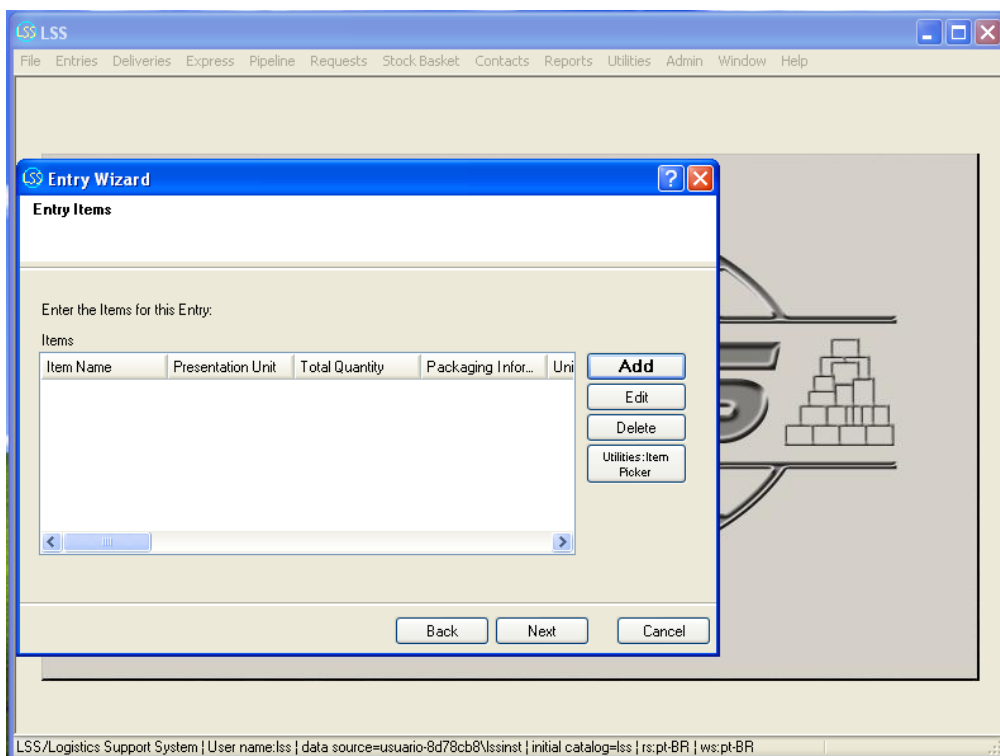 LSS LSS
File Entries Deliveries Express Pipeline Requests Stock Basket Contacts Reports Utilities Admin Window Help
LSS Entry Wizard
Entry Items
Enter the Items for this Entry:
Items
Item Name Presentation Unit Total Quantity Packaging Infor... Uni
Add
Edit
Delete
Utilities:Item
Picker
Back Next Cancel
LSS/Logistics Support System | User name:lss | data source=usuario-8d78cb8\lssinst | initial catalog=lss | rs:pt-BR | ws:pt-BR